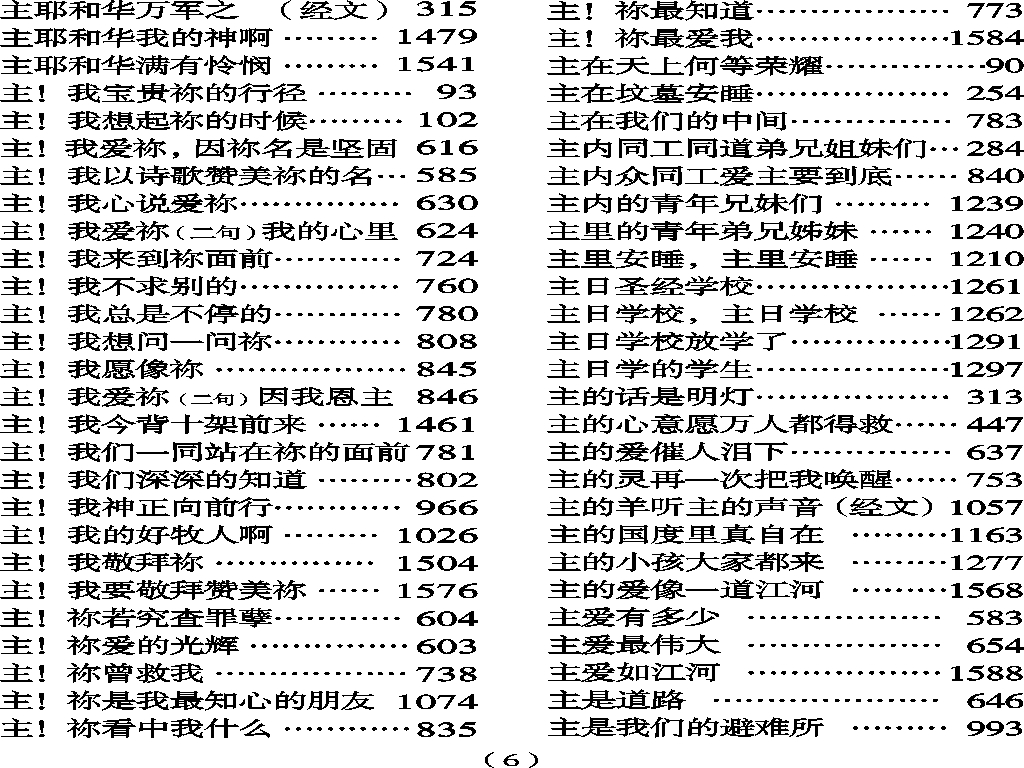 主耶和华万军之 （经文） 315
主耶和华我的神啊 ……… 1479
主耶和华满有怜悯 ……… 1541
主！我宝贵祢的行径 ……… 93
主！我想起祢的时候……… 102
主！我爱祢，因祢名是坚固 616
主！我以诗歌赞美祢的名… 585
主！我心说爱祢…………… 630
主！我爱祢（二句）我的心里 624
主！我来到祢面前………… 724
主！我不求别的…………… 760
主！我总是不停的………… 780
主！我想问一问祢………… 808
主！我愿像祢 ……………… 845
主！我爱祢（二句）因我恩主 846
主！我今背十架前来 …… 1461
主！我们一同站在祢的面前 781
主！我们深深的知道 ………802
主！我神正向前行………… 966
主！我的好牧人啊 ……… 1026
主！我敬拜祢 …………… 1504
主！我要敬拜赞美祢 …… 1576
主！祢若究查罪孽………… 604
主！祢爱的光辉 ……………603
主！祢曾救我 ……………… 738
主！祢是我最知心的朋友 1074
主！祢看中我什么 …………835
主！祢最知道……………… 773
主！祢最爱我………………1584
主在天上何等荣耀……………90
主在坟墓安睡……………… 254
主在我们的中间…………… 783
主内同工同道弟兄姐妹们… 284
主内众同工爱主要到底…… 840
主内的青年兄妹们 ……… 1239
主里的青年弟兄姊妹 …… 1240
主里安睡，主里安睡 …… 1210
主日圣经学校………………1261
主日学校，主日学校 …… 1262
主日学校放学了……………1291
主日学的学生………………1297
主的话是明灯……………… 313
主的心意愿万人都得救…… 447
主的爱催人泪下…………… 637
主的灵再一次把我唤醒…… 753
主的羊听主的声音（经文）1057
主的国度里真自在 ………1163
主的小孩大家都来 ………1277
主的爱像一道江河 ………1568
主爱有多少 ……………… 583
主爱最伟大 ……………… 654
主爱如江河 ………………1588
主是道路 ………………… 646
主是我们的避难所 ……… 993
（6）